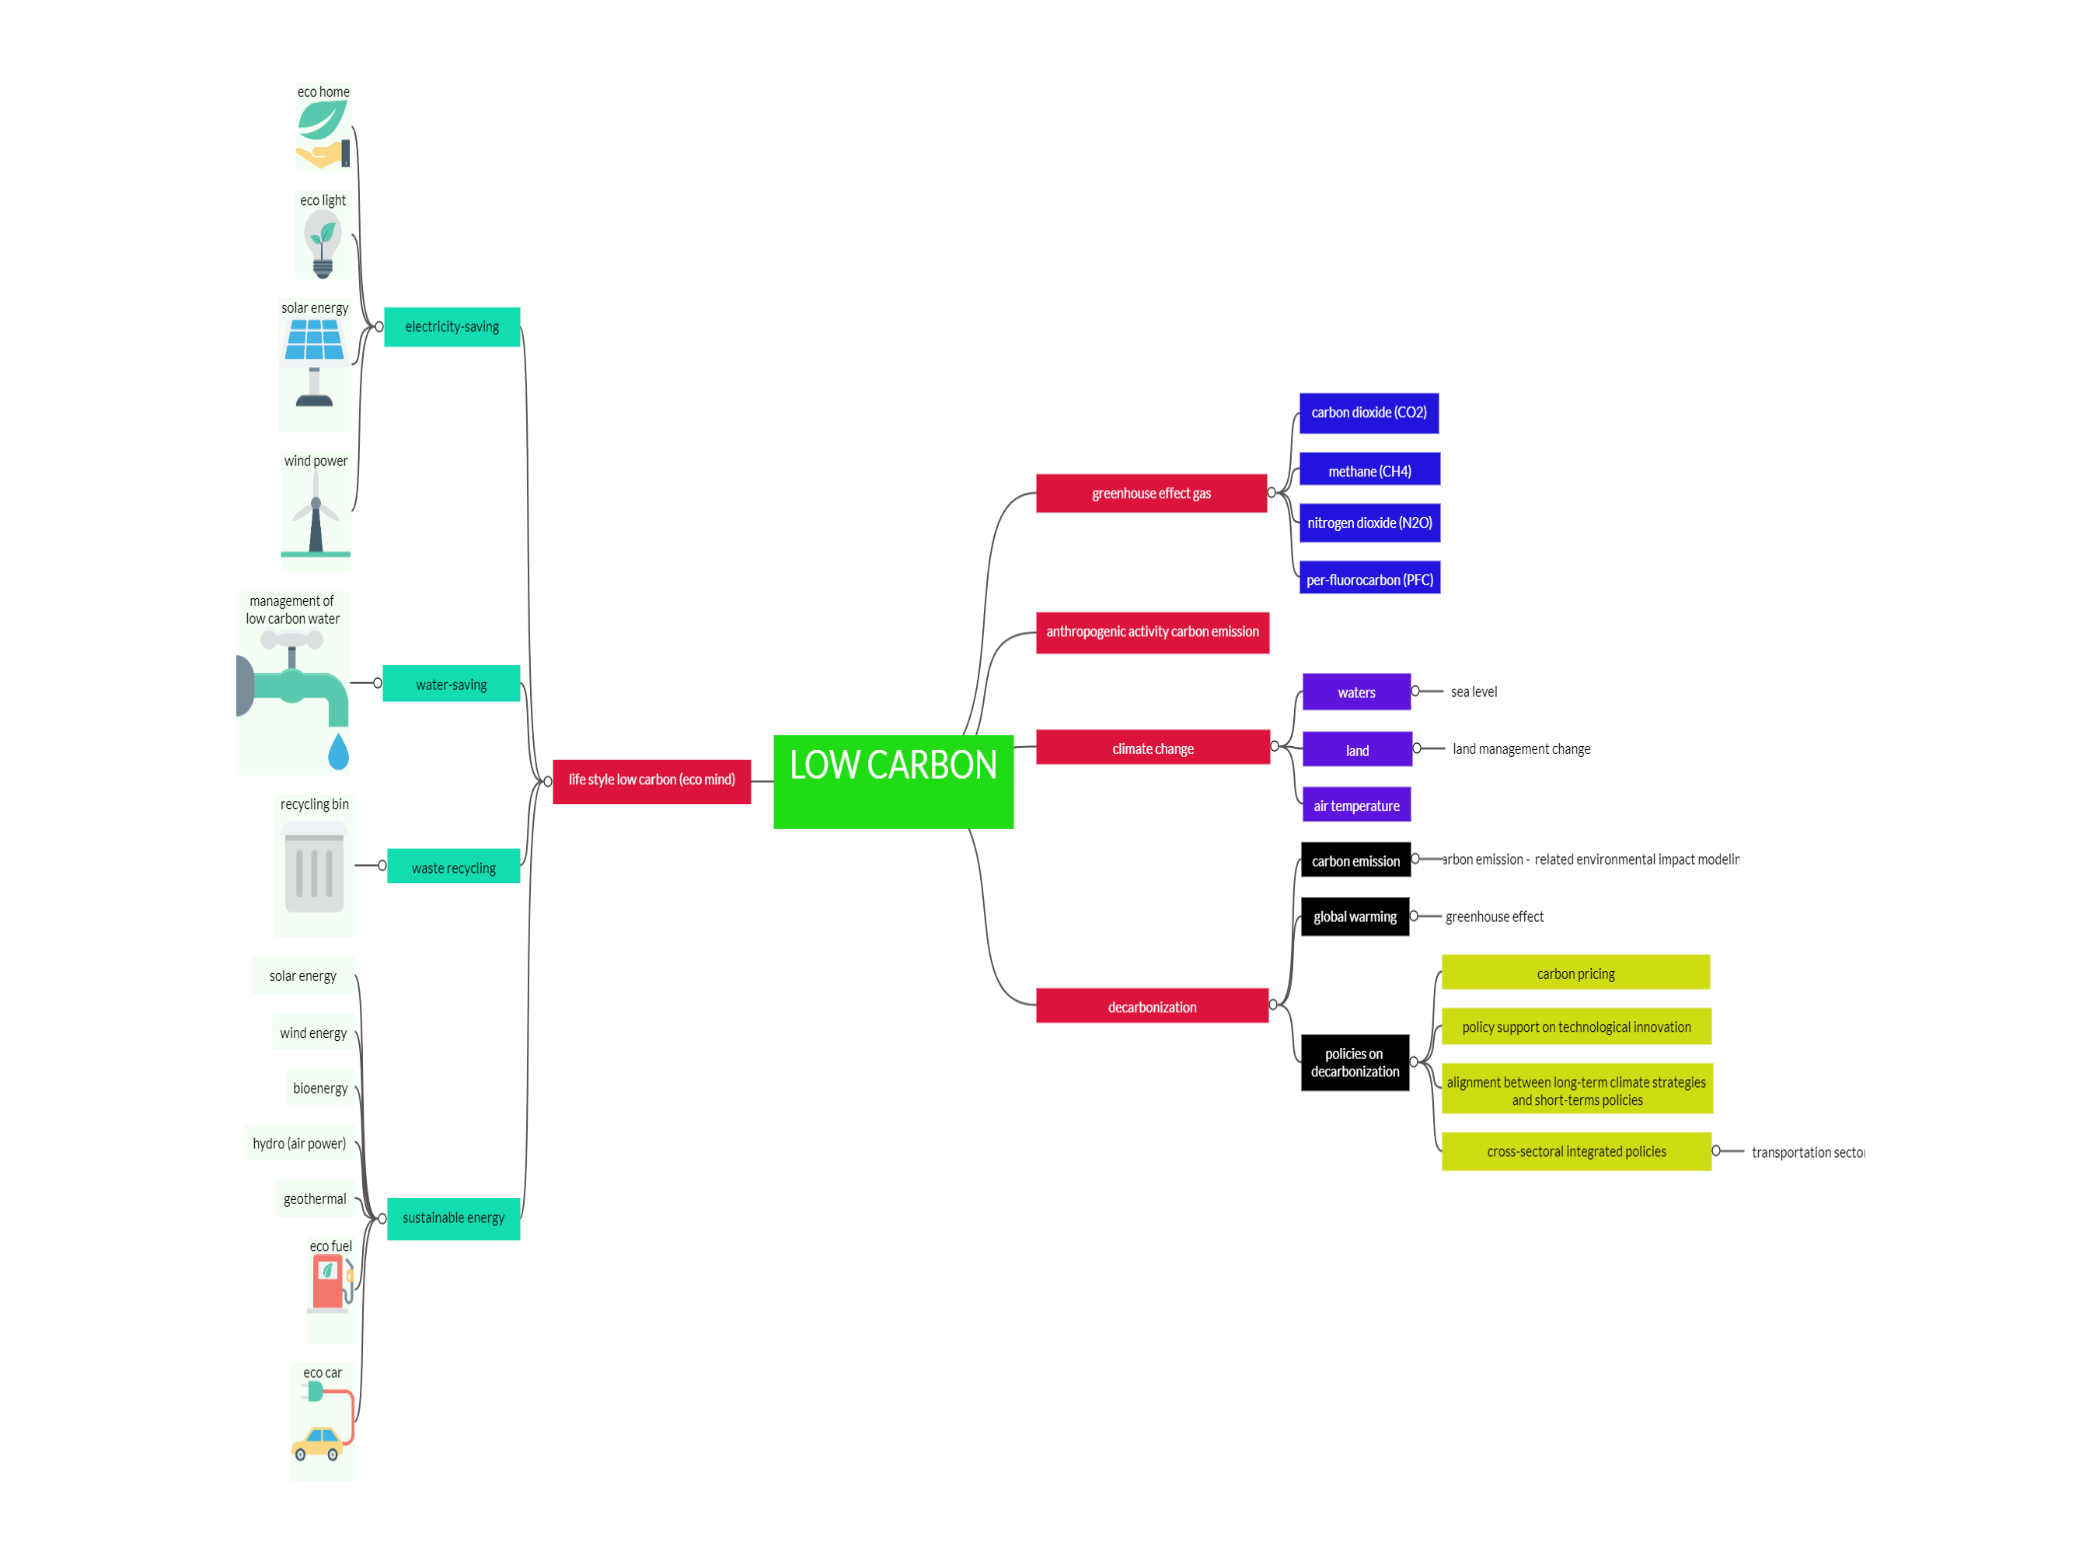 eco home
eco light
solar energy
wind power
electricity-saving
management of
low carbon water
water-saving
recycling bin
waste recycling
solar energy
wind energy
bioenergy
hydro (air power)
geothermal
eco fuel
eco car
sustainable energy
life style low carbon (eco mind)
LOW CARBON
greenhouse effect gas
carbon dioxide (CO2)
methane (CH4)
nitrogen dioxide (N2O)
per-fluorocarbon (PFC)
anthropogenic activity carbon emission
climate change
waters
sea level
land
land management change
air temperature
decarbonization
carbon emission
arbon emission - related environmental impact modelin
global warming
greenhouse effect
policies on
decarbonization
carbon pricing
policy support on technological innovation
alignment between long-term climate strategies
and short-terms policies
cross-sectoral integrated policies
transportation secto